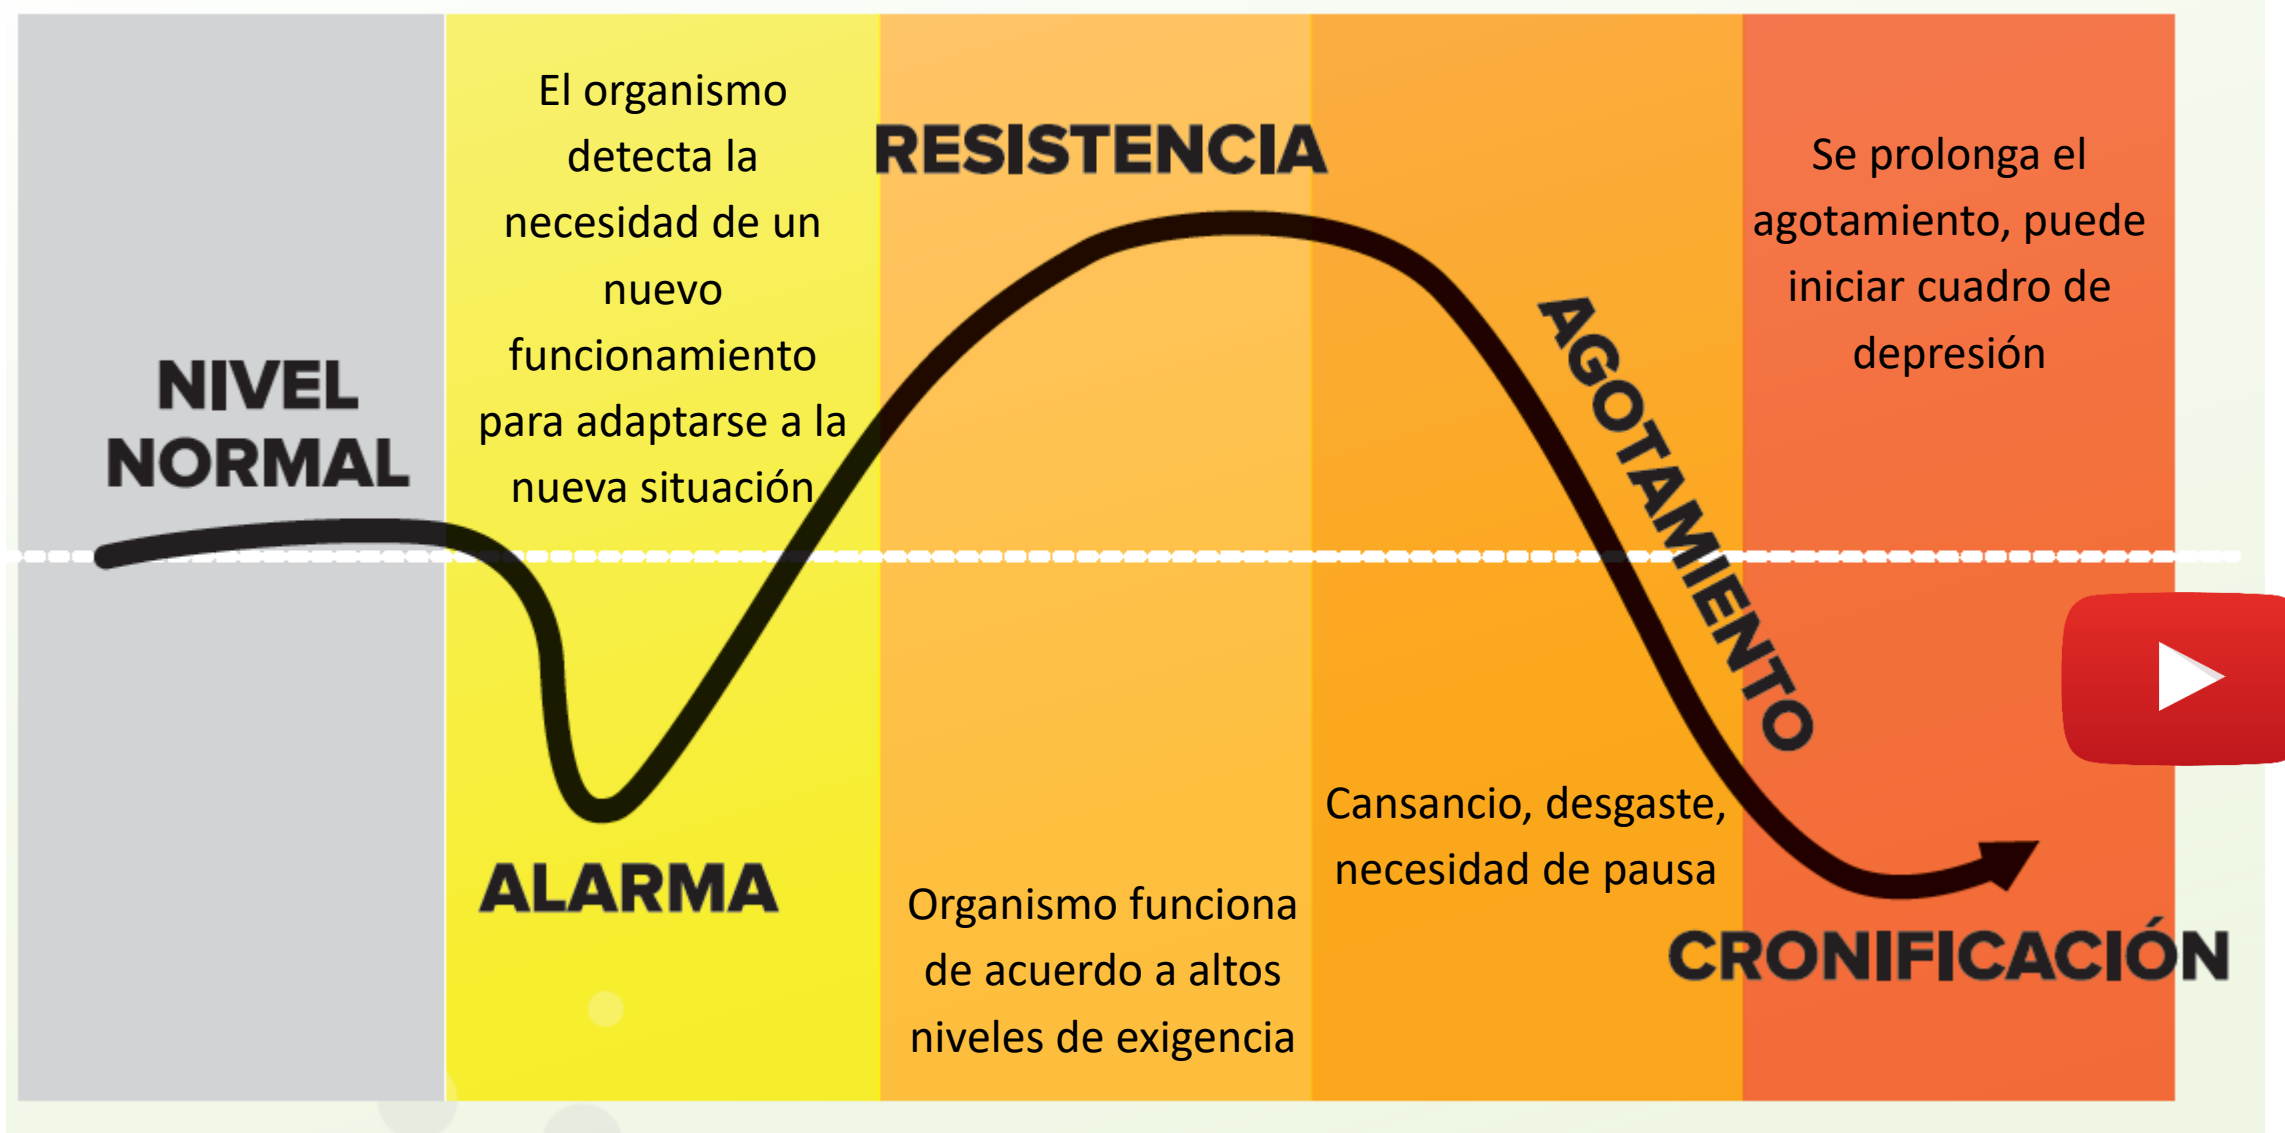 NIVEL
NORMAL
El organismo
detecta la
necesidad de un
nuevo
funcionamiento
para adaptarse a la
nueva situación
ALARMA
RESISTENCIA
Organismo funciona
de acuerdo a altos
niveles de exigencia
AGOTAMIENTO
Cansancio, desgaste,
necesidad de pausa
Se prolonga el
agotamiento, puede
iniciar cuadro de
depresión
CRONIFICACIÓN